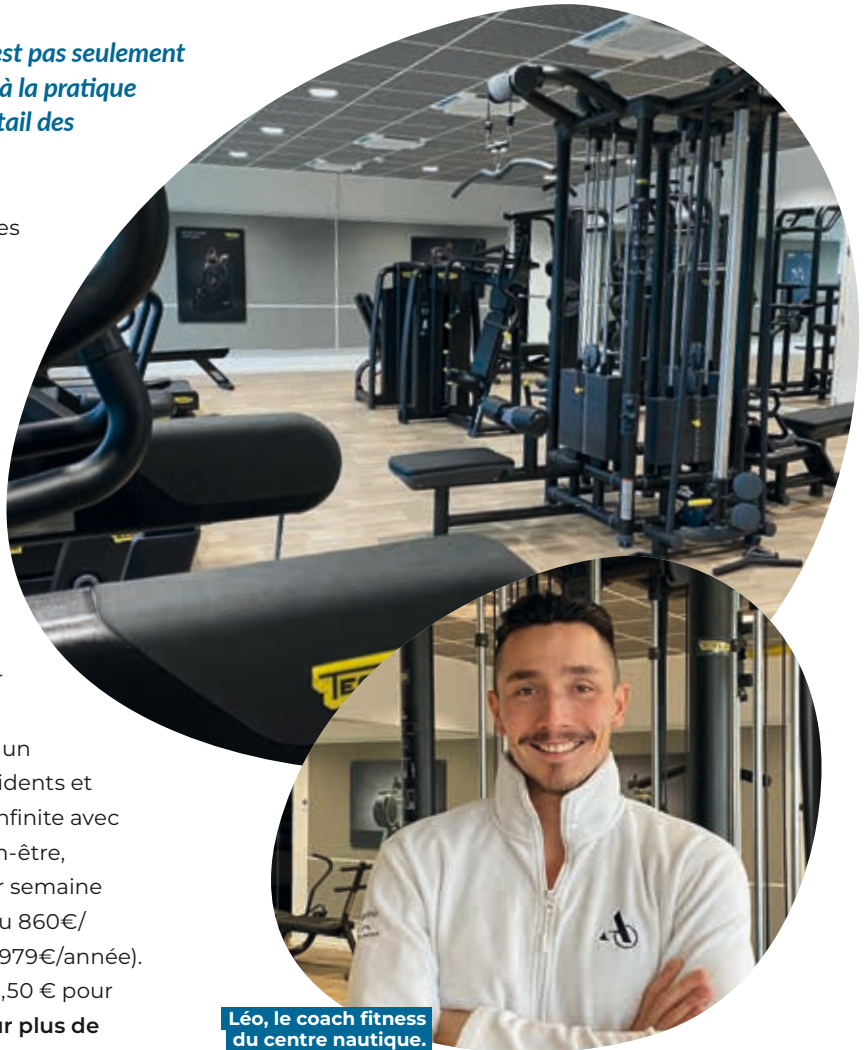 est pas seulement
à la pratique
tail des
es
un
idents et
nfinite avec
n-être,
r semaine
u 860€/
979€/année).
,50 € pour
ur plus de
Léo, le coach fitness
du centre nautique.